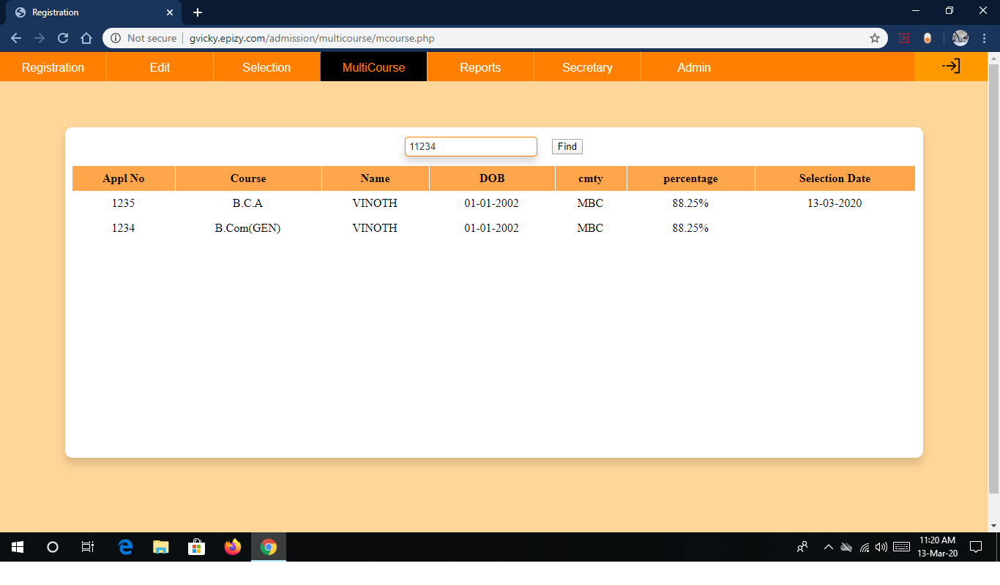 Registration
Not secure gvicky.epizy.com/admission/multicourse/mcourse.php
Registration Edit Selection MultiCourse Reports Secretary Admin
11234 Find
Appl No Course Name DOB cmty percentage Selection Date
1235 B.C.A VINOTH 01-01-2002 MBC 88.25% 13-03-2020
1234 B.Com(GEN) VINOTH 01-01-2002 MBC 88.25%
11:20 AM
13-Mar-20